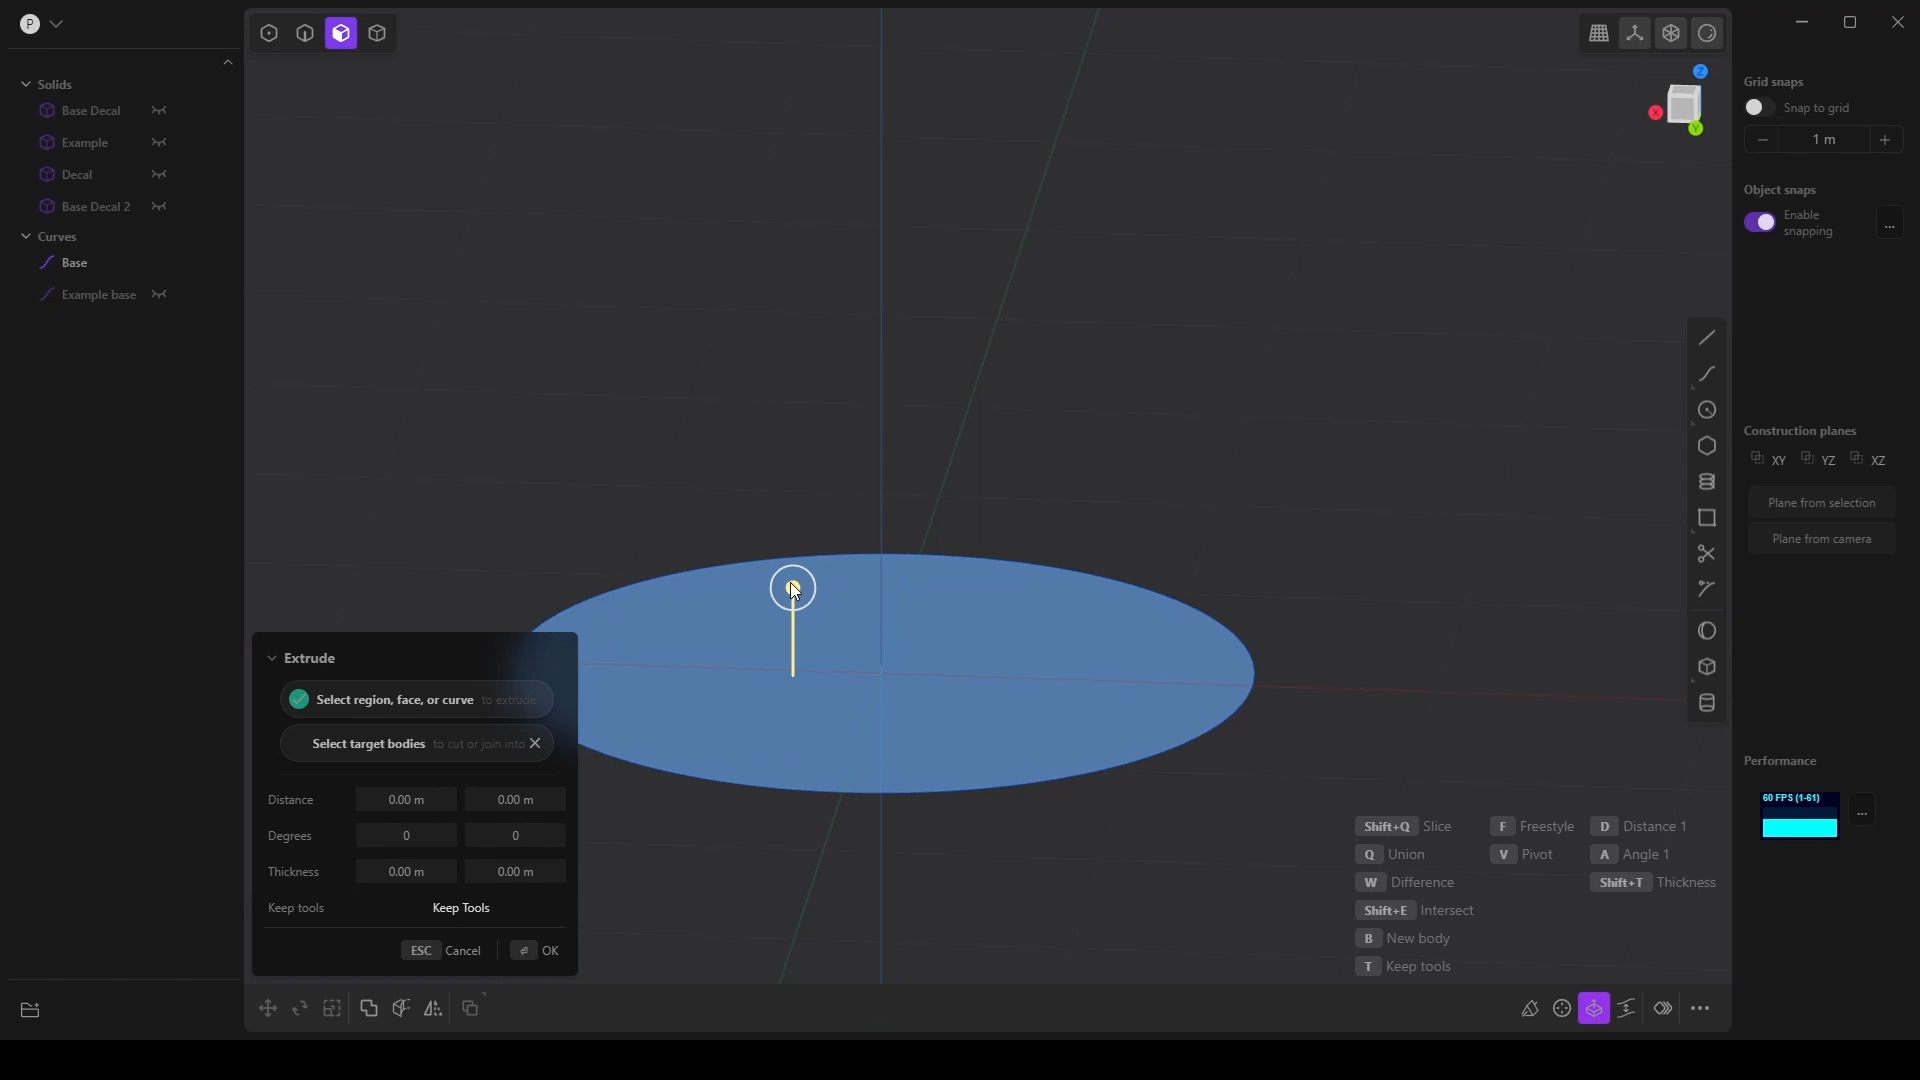 P
Solids
Base Decal
Example
Decal
Base Decal 2
Curves
Base
Example base
Z
X
Y
Grid snaps
Snap to grid
− 1 m +
Object snaps
Enable
snapping
...
Construction planes
XY YZ XZ
Plane from selection
Plane from camera
Performance
60 FPS (1-61)
...
Extrude
Select region, face, or curve to extrude
Select target bodies to cut or join into
Distance 0.00 m 0.00 m
Degrees 0 0
Thickness 0.00 m 0.00 m
Keep tools Keep Tools
ESC Cancel OK
Shift+Q Slice F Freestyle D Distance 1
Q Union V Pivot A Angle 1
W Difference Shift+T Thickness
Shift+E Intersect
B New body
T Keep tools